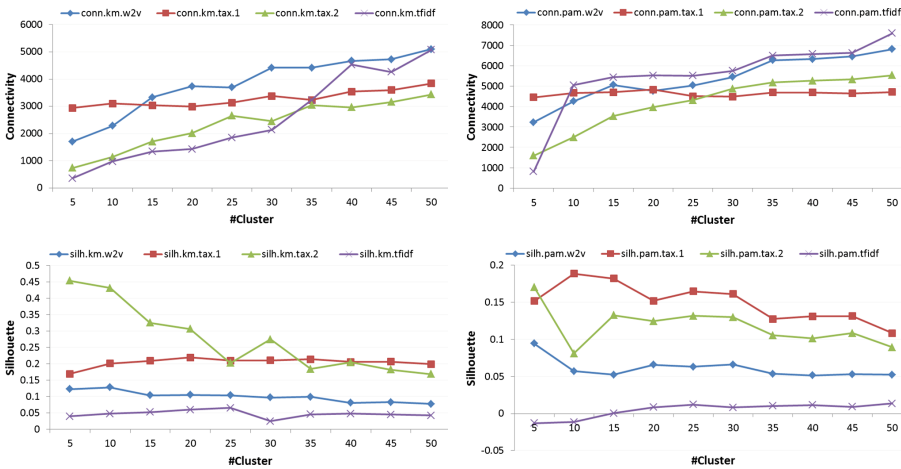 conn.km.w2v conn.km.tax.1 conn.km.tax.2 conn.km.tfidf
Connectivity
6000
5000
4000
3000
2000
1000
0
5 10 15 20 25 30 35 40 45 50
#Cluster
conn.pam.w2v conn.pam.tax.1 conn.pam.tax.2 conn.pam.tfidf
Connectivity
8000
7000
6000
5000
4000
3000
2000
1000
0
5 10 15 20 25 30 35 40 45 50
#Cluster
silh.km.w2v silh.km.tax.1 silh.km.tax.2 silh.km.tfidf
Silhouette
0.5
0.45
0.4
0.35
0.3
0.25
0.2
0.15
0.1
0.05
0
5 10 15 20 25 30 35 40 45 50
#Cluster
silh.pam.w2v silh.pam.tax.1 silh.pam.tax.2 silh.pam.tfidf
Silhouette
0.2
0.15
0.1
0.05
0
-0.05
5 10 15 20 25 30 35 40 45 50
#Cluster